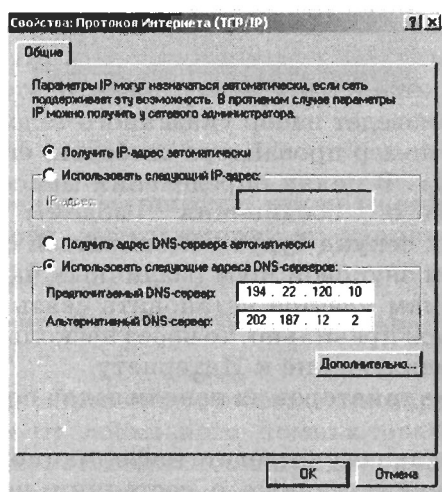 Свойства: Протокол Интернета (TCP/IP)
Общие
Параметры IP могут назначаться автоматически, если сеть
поддерживает эту возможность. В противном случае параметры
IP можно получить у сетевого администратора.
Получить IP-адрес автоматически
Использовать следующий IP-адрес:
IP-адрес:
Получить адрес DNS-сервера автоматически
Использовать следующие адреса DNS-серверов:
Предпочитаемый DNS-сервер: 194 . 22 . 120 . 10
Альтернативный DNS-сервер: 202 . 187 . 12 . 2
Дополнительно...
OK Отмена